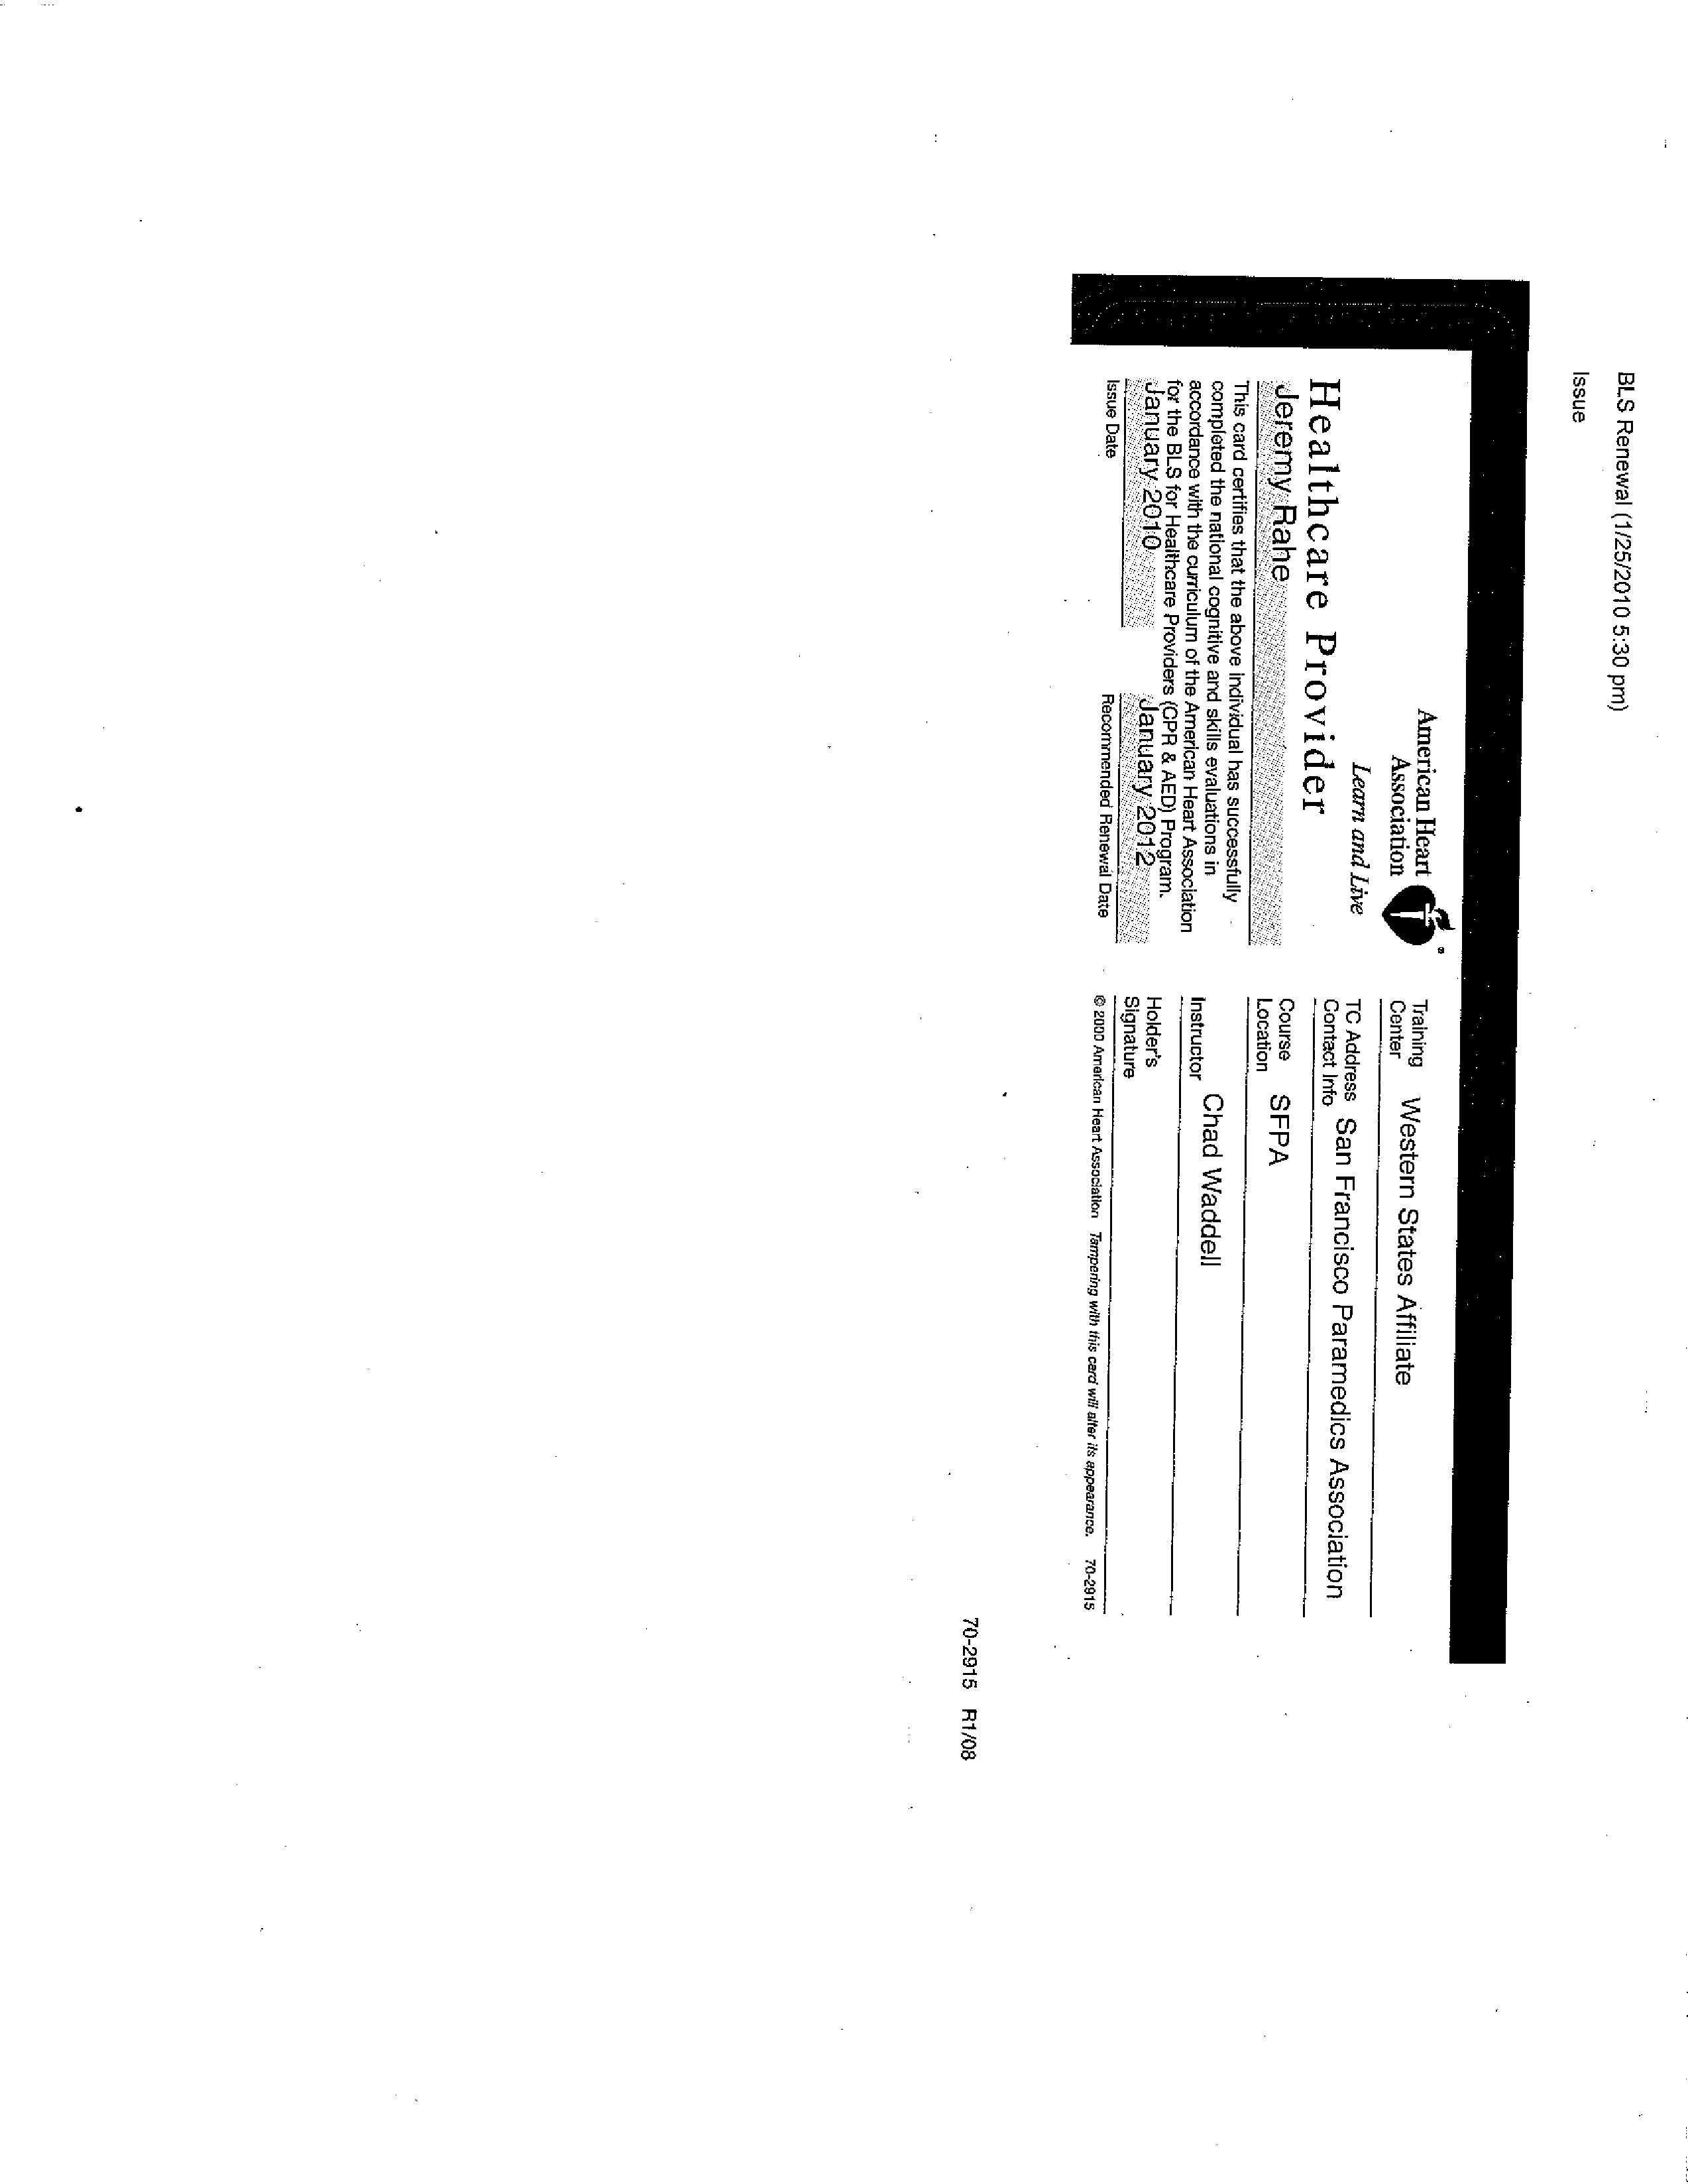 BLS Renewal (1/25/2010 5:30 pm)
Issue
American Heart
Association
Learn and Live
Healthcare Provider
Jeremy Rahe
This card certifies that the above individual has successfully
completed the national cognitive and skills evaluations in
accordance with the curriculum of the American Heart Association
for the BLS for Healthcare Providers (CPR & AED) Program.
January 2010
January 2012
Issue Date
Recommended Renewal Date
Training
Center
Western States Affiliate
TC Address
Contact Info
San Francisco Paramedics Association
Course
Location
SFPA
Instructor
Chad Waddell
Holder's
Signature
© 2000 American Heart Association Tampering with this card will alter its appearance. 70-2915
70-2915 R1/08